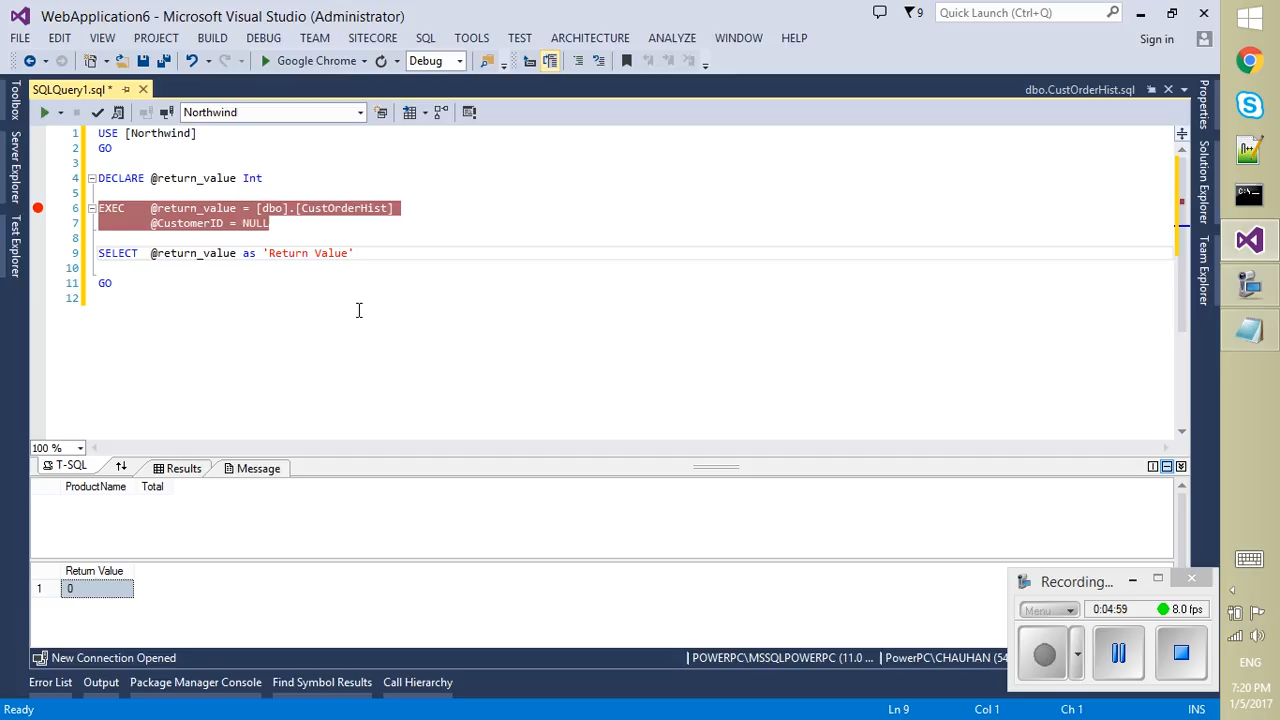 WebApplication6 - Microsoft Visual Studio (Administrator)
9
Quick Launch (Ctrl+Q)
FILE EDIT VIEW PROJECT BUILD DEBUG TEAM SITECORE SQL TOOLS TEST ARCHITECTURE ANALYZE WINDOW HELP
Sign in
Google Chrome
Debug
SQLQuery1.sql *
dbo.CustOrderHist.sql
Northwind
Toolbox
Server Explorer
Test Explorer
Properties
Solution Explorer
Team Explorer
1 USE [Northwind]
2 GO
3
4 DECLARE @return_value Int
5
6 EXEC @return_value = [dbo].[CustOrderHist]
7 @CustomerID = NULL
8
9 SELECT @return_value as 'Return Value'
10
11 GO
12
100 %
T-SQL
Results
Message
ProductName Total
Return Value
1 0
New Connection Opened
POWERPC\MSSQLPOWERPC (11.0 ...
PowerPC\CHAUHAN (54
Error List Output Package Manager Console Find Symbol Results Call Hierarchy
Ready
Ln 9
Col 1
Ch 1
INS
Recording...
Menu
0:04:59
8.0 fps
ENG
7:20 PM
1/5/2017